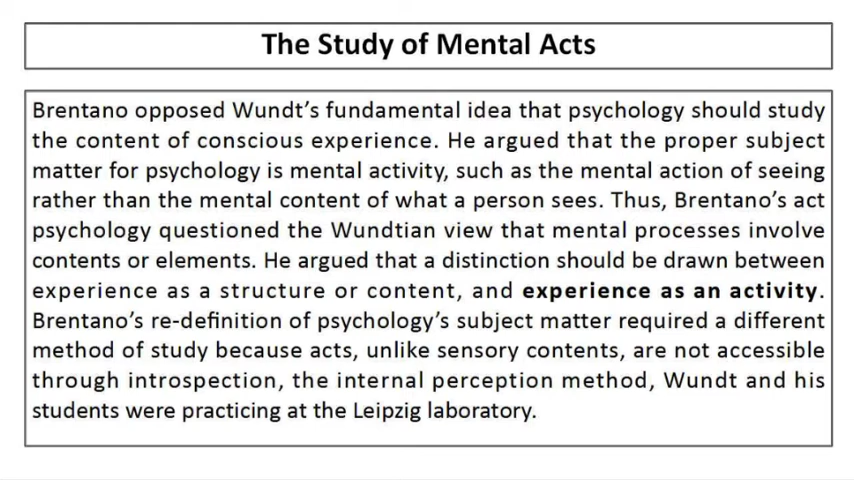 The Study of Mental Acts
Brentano opposed Wundt's fundamental idea that psychology should study
the content of conscious experience. He argued that the proper subject
matter for psychology is mental activity, such as the mental action of seeing
rather than the mental content of what a person sees. Thus, Brentano's act
psychology questioned the Wundtian view that mental processes involve
contents or elements. He argued that a distinction should be drawn between
experience as a structure or content, and experience as an activity.
Brentano's re-definition of psychology's subject matter required a different
method of study because acts, unlike sensory contents, are not accessible
through introspection, the internal perception method, Wundt and his
students were practicing at the Leipzig laboratory.